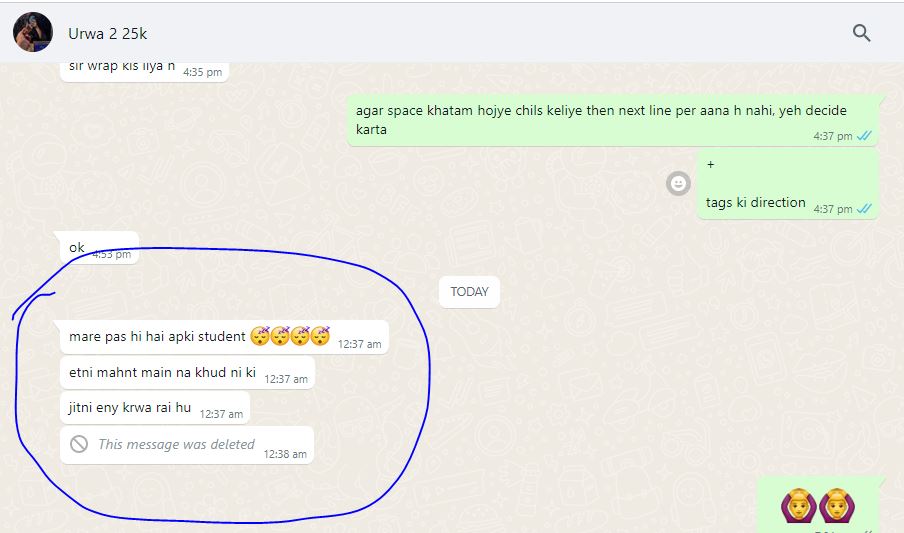 Urwa 2 25k
sir wrap kis liya h 4:35 pm
agar space khatam hojye chils keliye then next line per aana h nahi, yeh decide
karta 4:37 pm
+
tags ki direction 4:37 pm
ok 4:53 pm
TODAY
mare pas hi hai apki student 😴😴😴😴 12:37 am
etni mahnt main na khud ni ki 12:37 am
jitni eny krwa rai hu 12:37 am
This message was deleted 12:38 am
🙆‍♀️🙆‍♀️